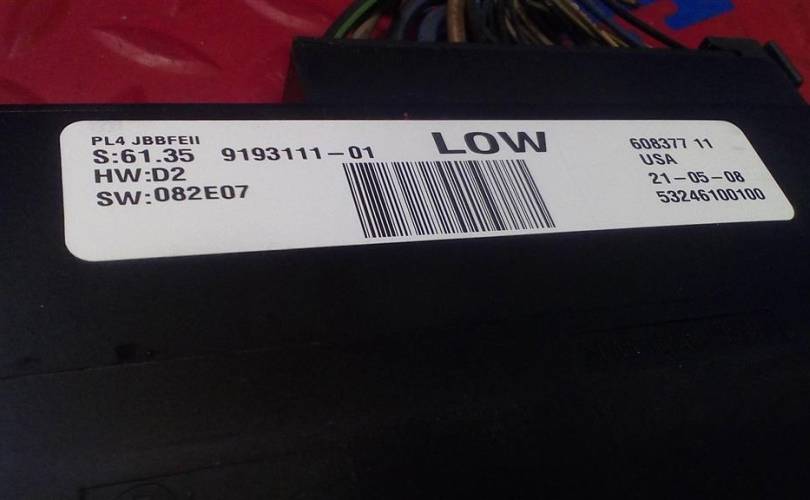 PL4 JBBFEII
S:61.35 9193111-01
HW:D2
SW:082E07
LOW
608377 11
USA
21-05-08
53246100100